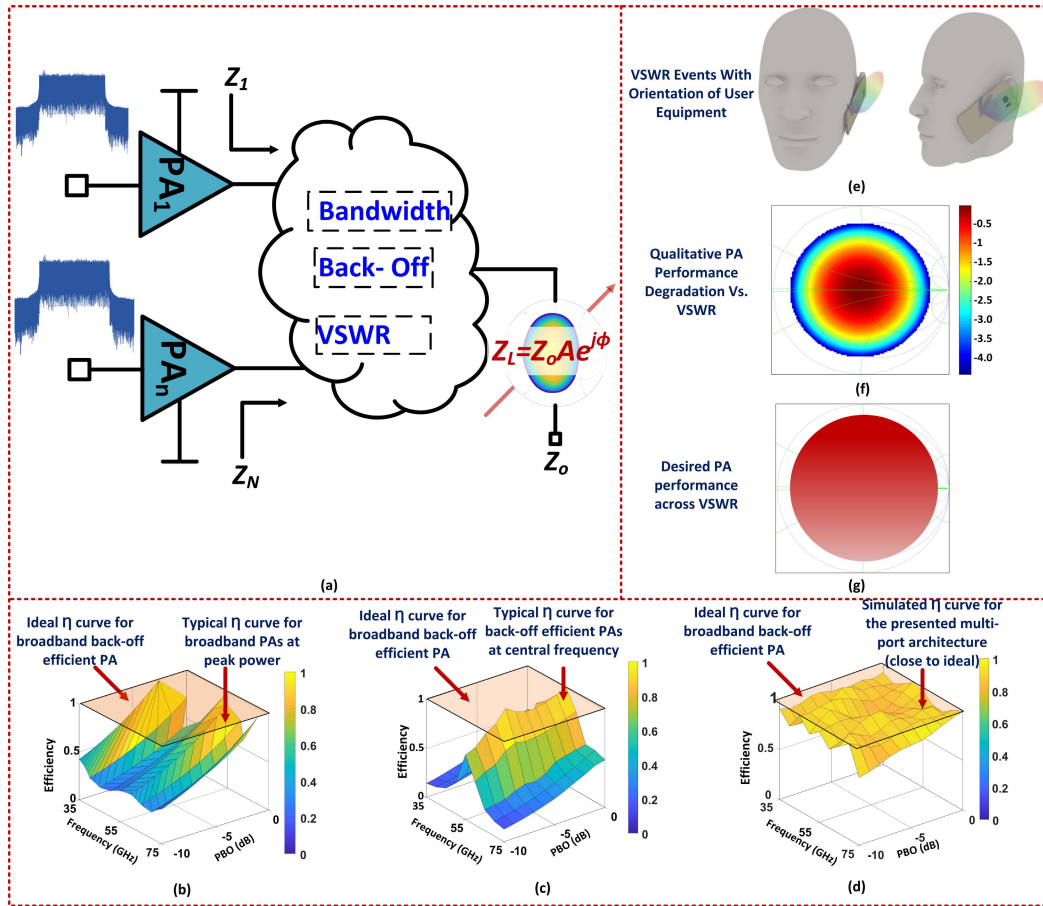 Z1
PA1
Bandwidth
Back- Off
VSWR
ZL=ZoAe^jϕ
PAn
ZN
Zo
(a)
VSWR Events With
Orientation of User
Equipment
(e)
Qualitative PA
Performance
Degradation Vs.
VSWR
-0.5
-1
-1.5
-2.0
-2.5
-3.0
-3.5
-4.0
(f)
Desired PA
performance
across VSWR
(g)
Ideal η curve for
broadband back-off
efficient PA
Typical η curve for
broadband PAs at
peak power
1
0.5
0
Efficiency
35
55
75
Frequency (GHz)
-10
-5
0
PBO (dB)
1
0.8
0.6
0.4
0.2
0
(b)
Ideal η curve for
broadband back-off
efficient PA
Typical η curve for
back-off efficient PAs
at central frequency
1
0.5
0
Efficiency
35
55
75
Frequency (GHz)
-10
-5
0
PBO (dB)
1
0.8
0.6
0.4
0.2
0
(c)
Ideal η curve for
broadband back-off
efficient PA
Simulated η curve for
the presented multi-
port architecture
(close to ideal)
1
0.5
0
Efficiency
35
55
75
Frequency (GHz)
-10
-5
0
PBO (dB)
1
0.8
0.6
0.4
0.2
0
(d)